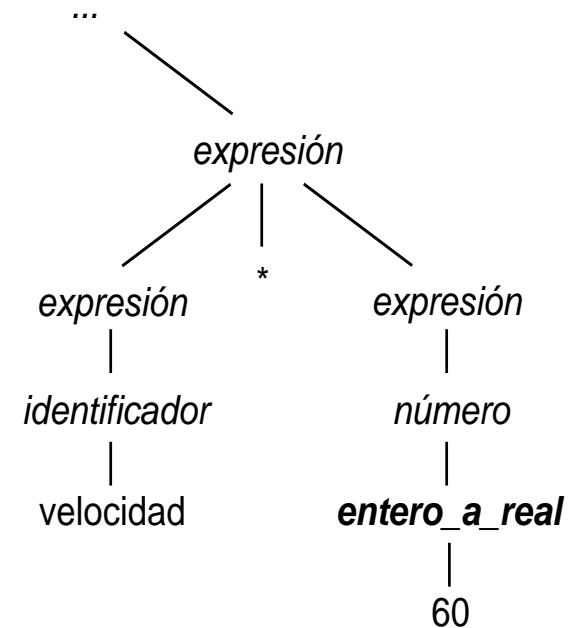 ...
expresión
*
expresión expresión
identificador número
velocidad entero_a_real
60